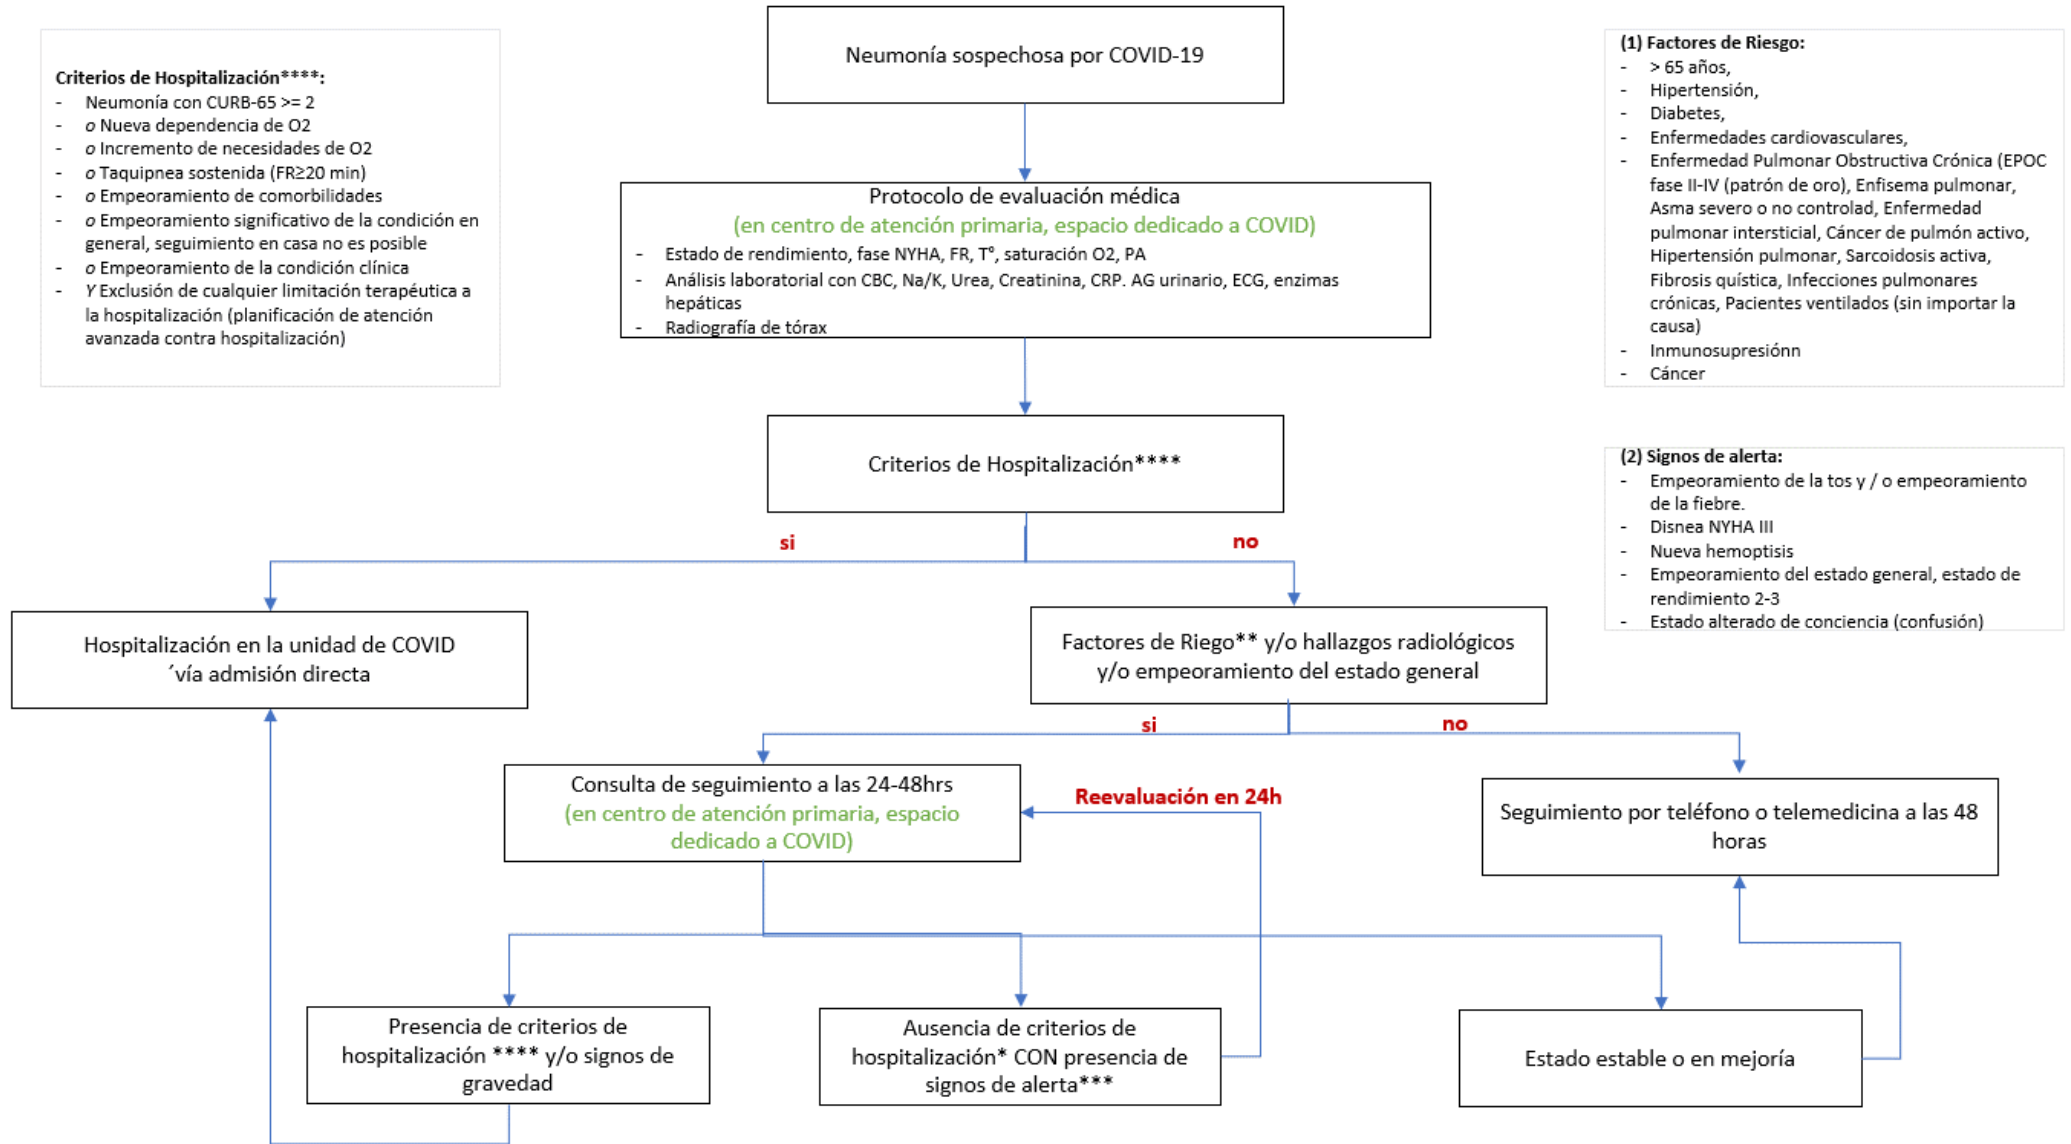 Neumonía sospechosa por COVID-19
Criterios de Hospitalización****:
- Neumonía con CURB-65 >= 2
- o Nueva dependencia de O2
- o Incremento de necesidades de O2
- o Taquipnea sostenida (FR≥20 min)
- o Empeoramiento de comorbilidades
- o Empeoramiento significativo de la condición en
general, seguimiento en casa no es posible
- o Empeoramiento de la condición clínica
- Y Exclusión de cualquier limitación terapéutica a
la hospitalización (planificación de atención
avanzada contra hospitalización)
(1) Factores de Riesgo:
- > 65 años,
- Hipertensión,
- Diabetes,
- Enfermedades cardiovasculares,
- Enfermedad Pulmonar Obstructiva Crónica (EPOC
fase II-IV (patrón de oro), Enfisema pulmonar,
Asma severo o no controlad, Enfermedad
pulmonar intersticial, Cáncer de pulmón activo,
Hipertensión pulmonar, Sarcoidosis activa,
Fibrosis quística, Infecciones pulmonares
crónicas, Pacientes ventilados (sin importar la
causa)
- Inmunosupresiónn
- Cáncer
Protocolo de evaluación médica
(en centro de atención primaria, espacio dedicado a COVID)
- Estado de rendimiento, fase NYHA, FR, T°, saturación O2, PA
- Análisis laboratorial con CBC, Na/K, Urea, Creatinina, CRP. AG urinario, ECG, enzimas
hepáticas
- Radiografía de tórax
Criterios de Hospitalización****
(2) Signos de alerta:
- Empeoramiento de la tos y / o empeoramiento
de la fiebre.
- Disnea NYHA III
- Nueva hemoptisis
- Empeoramiento del estado general, estado de
rendimiento 2-3
- Estado alterado de conciencia (confusión)
si
no
Hospitalización en la unidad de COVID
´vía admisión directa
Factores de Riego** y/o hallazgos radiológicos
y/o empeoramiento del estado general
si
no
Consulta de seguimiento a las 24-48hrs
(en centro de atención primaria, espacio
dedicado a COVID)
Reevaluación en 24h
Seguimiento por teléfono o telemedicina a las 48
horas
Presencia de criterios de
hospitalización **** y/o signos de
gravedad
Ausencia de criterios de
hospitalización* CON presencia de
signos de alerta***
Estado estable o en mejoría